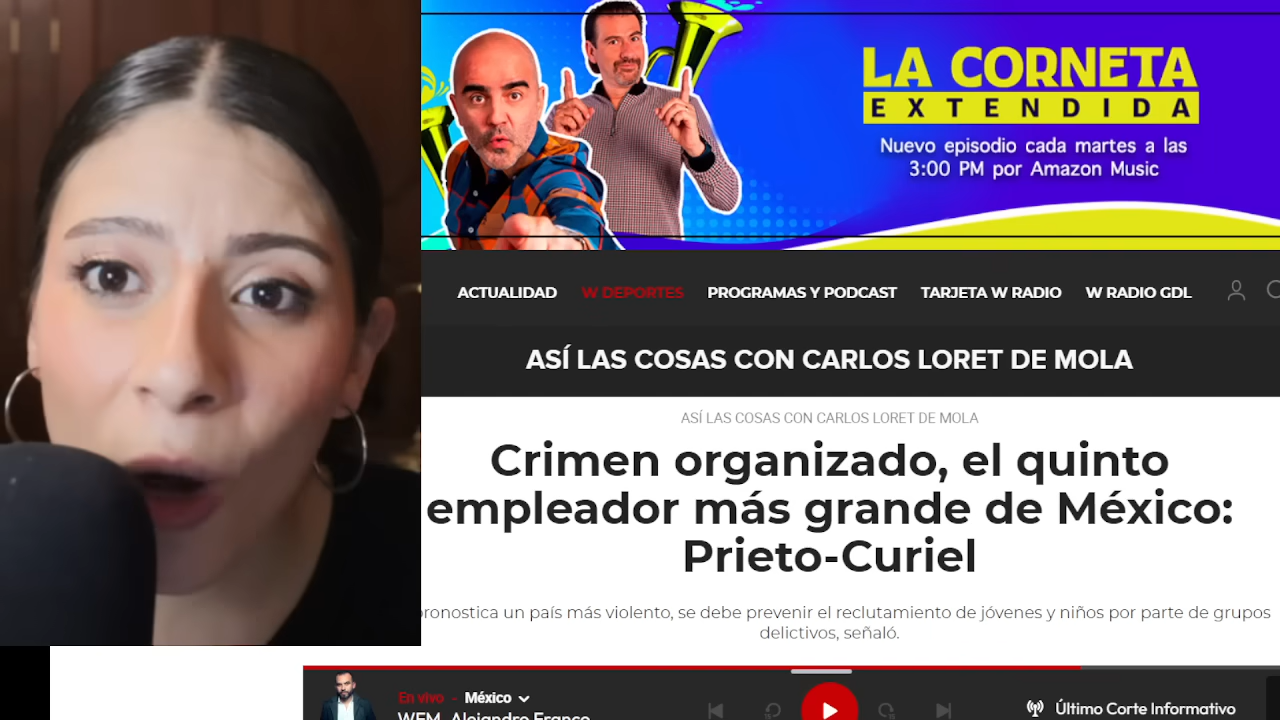 LA CORNETA
EXTENDIDA
Nuevo episodio cada martes a las
3:00 PM por Amazon Music
ACTUALIDAD W DEPORTES PROGRAMAS Y PODCAST TARJETA W RADIO W RADIO GDL
ASÍ LAS COSAS CON CARLOS LORET DE MOLA
ASÍ LAS COSAS CON CARLOS LORET DE MOLA
Crimen organizado, el quinto
empleador más grande de México:
Prieto-Curiel
pronostica un país más violento, se debe prevenir el reclutamiento de jóvenes y niños por parte de grupos
delictivos, señaló.
En vivo - México
WFM, Alejandro Franco
Último Corte Informativo